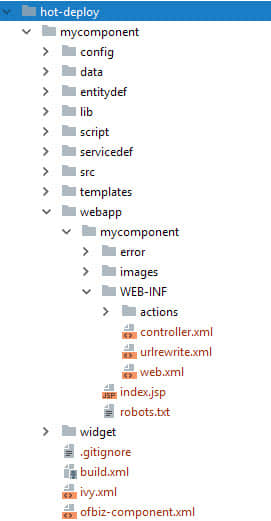 hot-deploy
mycomponent
config
data
entitydef
lib
script
servicedef
src
templates
webapp
mycomponent
error
images
WEB-INF
actions
controller.xml
urlrewrite.xml
web.xml
JSP index.jsp
robots.txt
widget
.gitignore
build.xml
ivy.xml
ofbiz-component.xml